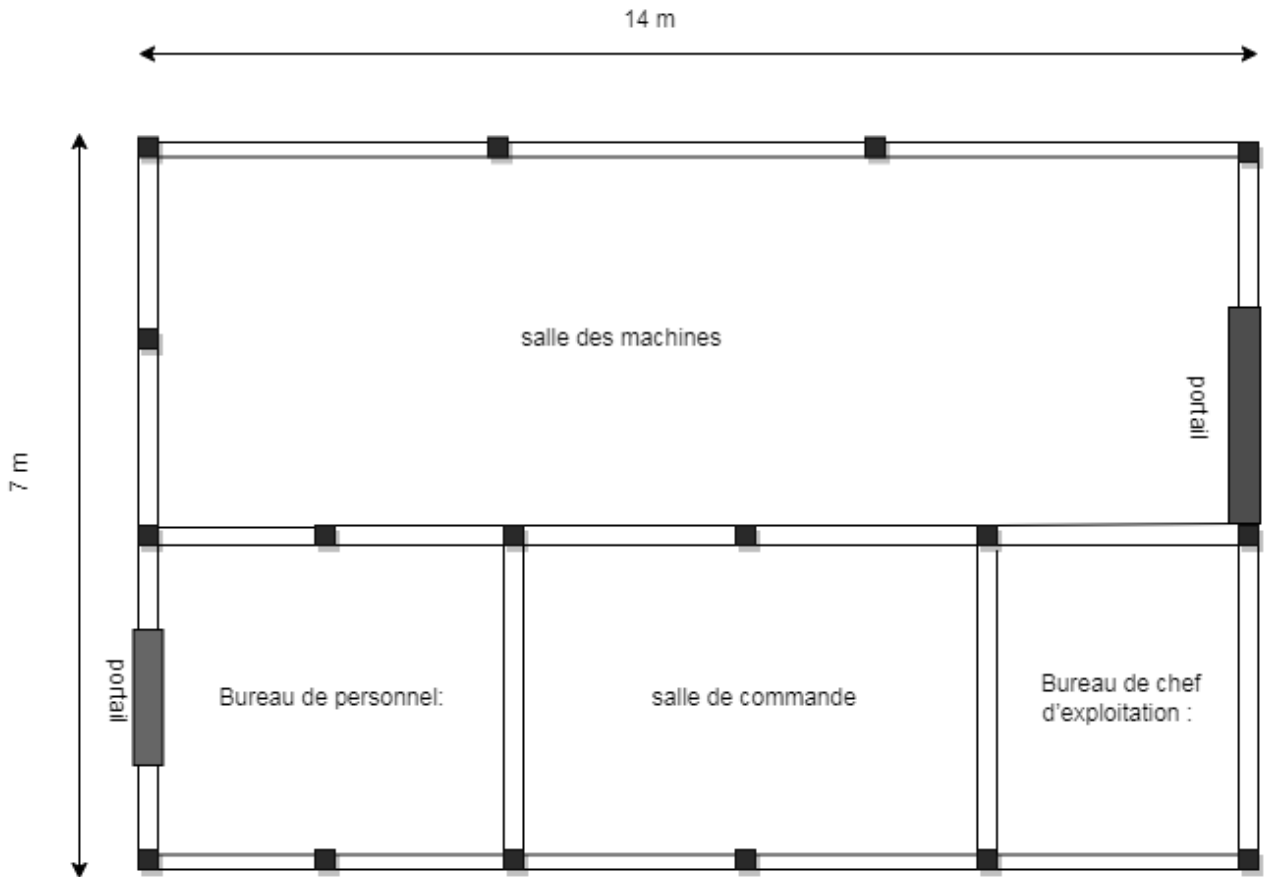 14 m
7 m
salle des machines
portail
portail
Bureau de personnel:
salle de commande
Bureau de chef
d'exploitation :